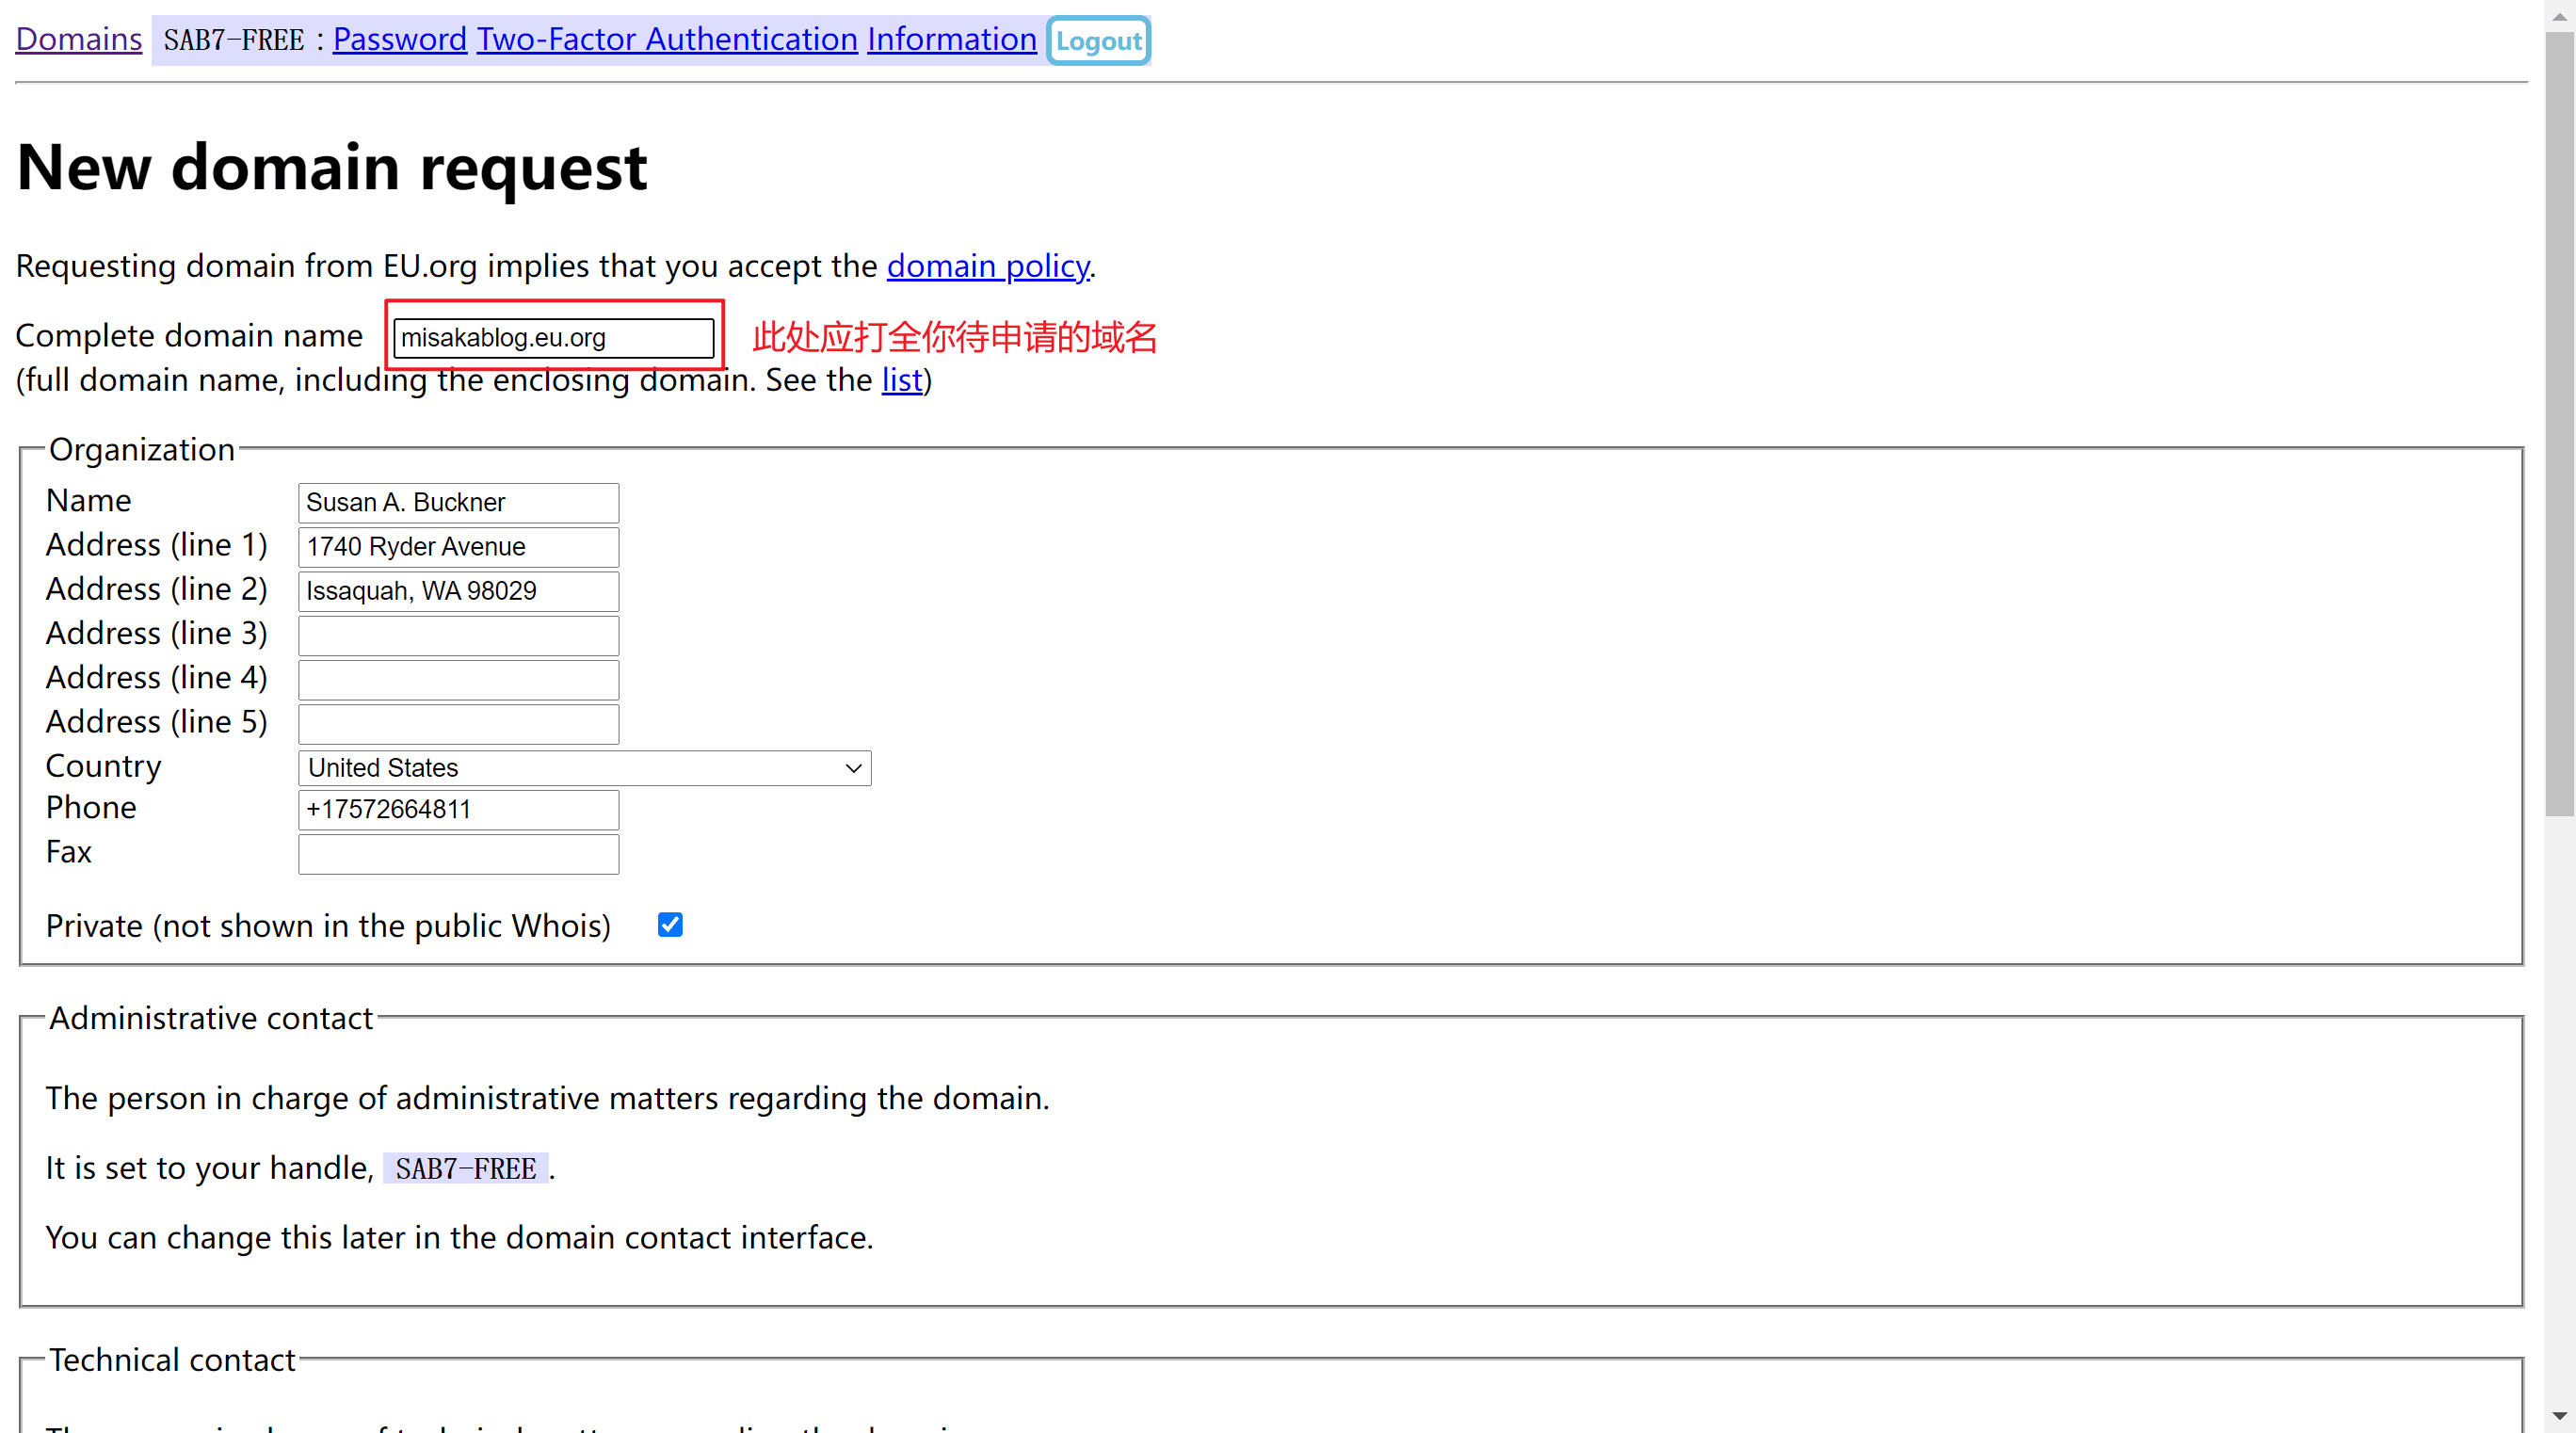 Domains SAB7-FREE : Password Two-Factor Authentication Information Logout
New domain request
Requesting domain from EU.org implies that you accept the domain policy.
Complete domain name misakablog.eu.org 此处应打全你待申请的域名
(full domain name, including the enclosing domain. See the list)
Organization
Name Susan A. Buckner
Address (line 1) 1740 Ryder Avenue
Address (line 2) Issaquah, WA 98029
Address (line 3)
Address (line 4)
Address (line 5)
Country United States
Phone +17572664811
Fax
Private (not shown in the public Whois)
Administrative contact
The person in charge of administrative matters regarding the domain.
It is set to your handle, SAB7-FREE .
You can change this later in the domain contact interface.
Technical contact